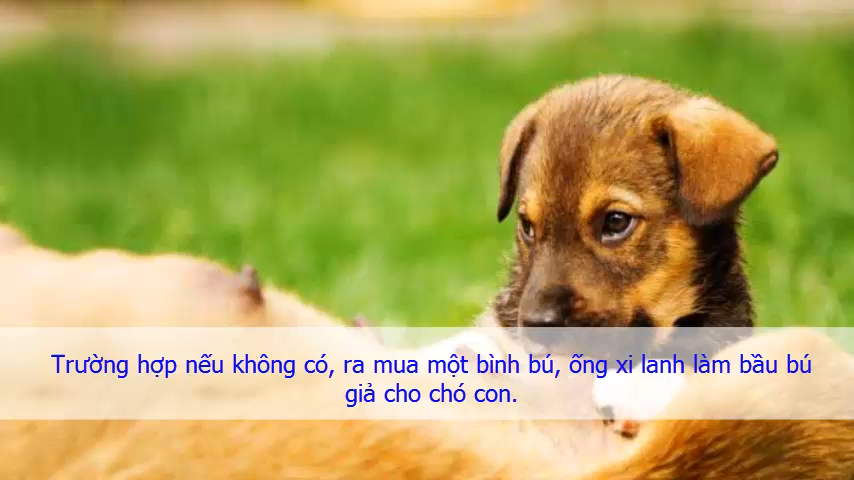 Trường hợp nếu không có, ra mua một bình bú, ống xi lanh làm bầu bú
giả cho chó con.